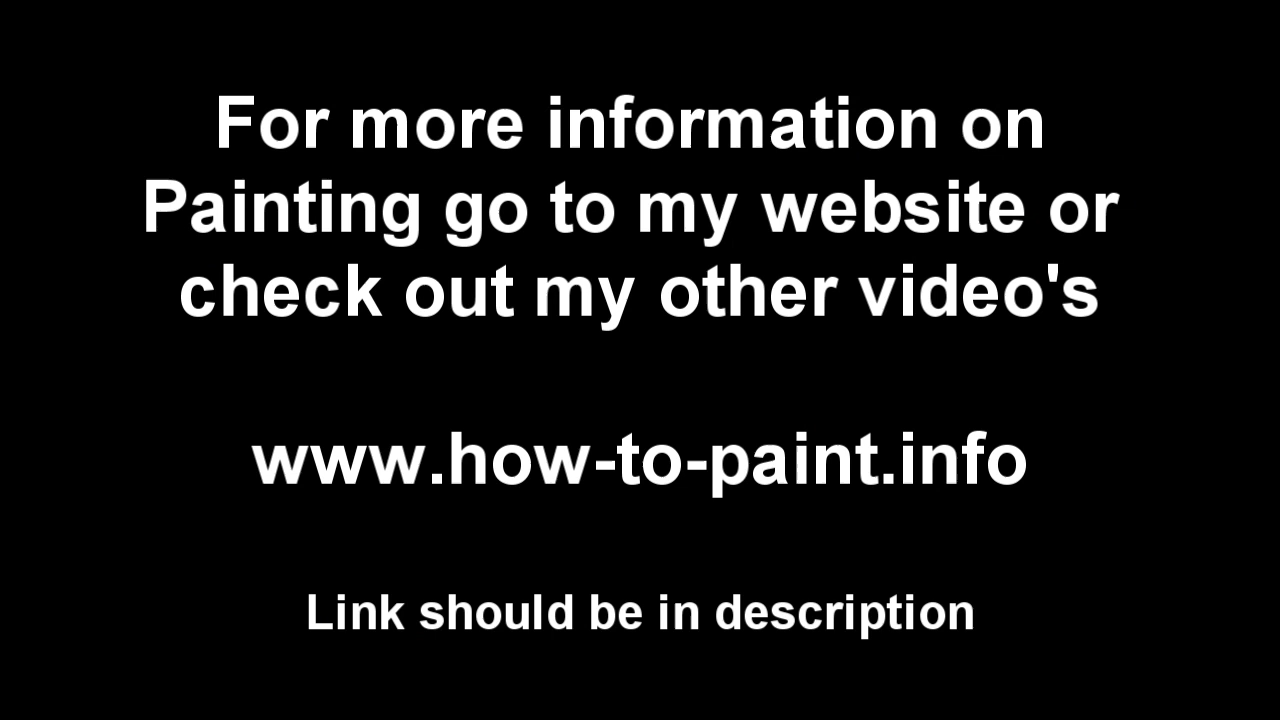 For more information on
Painting go to my website or
check out my other video's
www.how-to-paint.info
Link should be in description